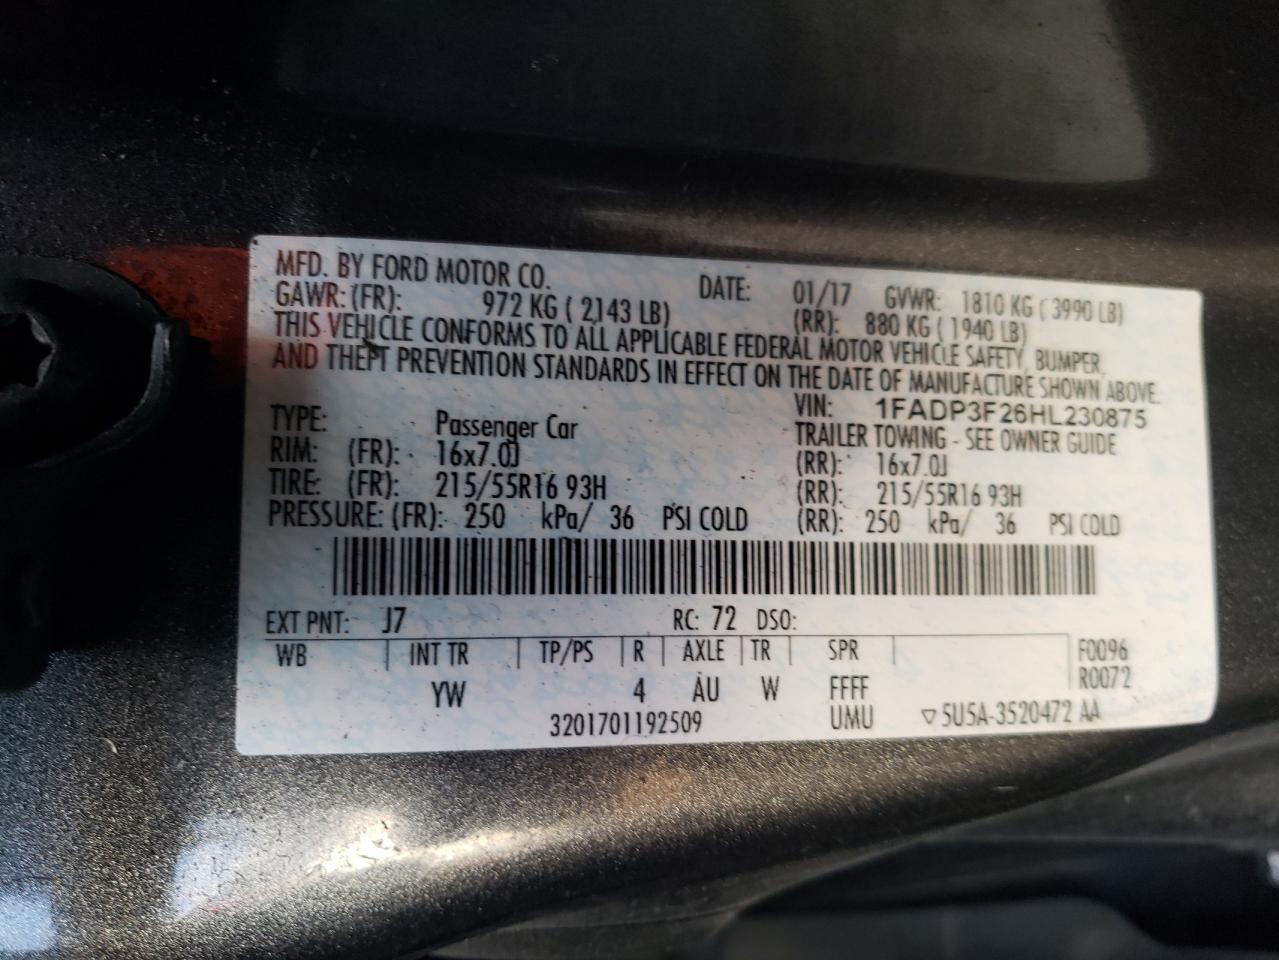 MFD. BY FORD MOTOR CO. DATE: 01/17 GVWR: 1810 KG ( 3990 LB)
GAWR: (FR): 972 KG ( 2143 LB) (RR): 880 KG ( 1940 LB)
THIS VEHICLE CONFORMS TO ALL APPLICABLE FEDERAL MOTOR VEHICLE SAFETY, BUMPER,
AND THEFT PREVENTION STANDARDS IN EFFECT ON THE DATE OF MANUFACTURE SHOWN ABOVE.
VIN: 1FADP3F26HL230875
TYPE: Passenger Car TRAILER TOWING - SEE OWNER GUIDE
RIM: (FR): 16x7.0J (RR): 16x7.0J
TIRE: (FR): 215/55R16 93H (RR): 215/55R16 93H
PRESSURE: (FR): 250 kPa/ 36 PSI COLD (RR): 250 kPa/ 36 PSI COLD
EXT PNT: J7 RC: 72 DSO:
WB INT TR TP/PS R AXLE TR SPR F0096
YW 4 AU W FFFF R0072
3201701192509 UMU ▽5U5A-3520472 AA